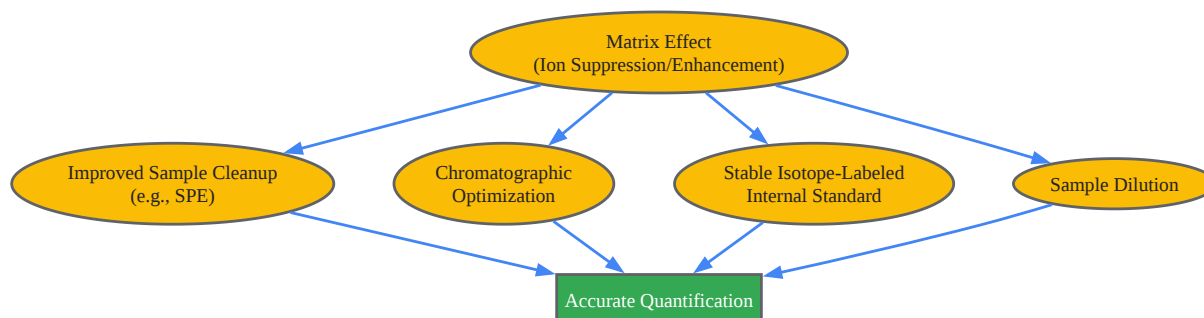 Matrix Effect
(Ion Suppression/Enhancement)
Improved Sample Cleanup
(e.g., SPE)
Chromatographic
Optimization
Stable Isotope-Labeled
Internal Standard
Sample Dilution
Accurate Quantification